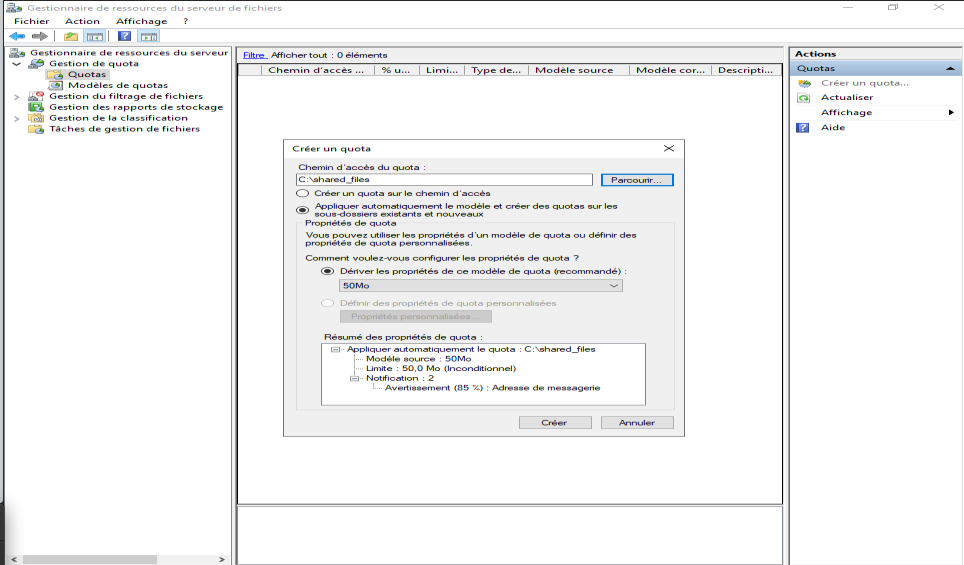 Gestionnaire de ressources du serveur de fichiers
Fichier Action Affichage ?
Gestionnaire de ressources du serveur
Gestion de quota
Quotas
Modèles de quotas
Gestion du filtrage de fichiers
Gestion des rapports de stockage
Gestion de la classification
Tâches de gestion de fichiers
Filtre Afficher tout : 0 éléments
Chemin d'accès ... % u... Limi... Type de... Modèle source Modèle cor... Descripti...
Créer un quota
Chemin d'accès du quota :
C:\shared_files Parcourir...
Créer un quota sur le chemin d'accès
Appliquer automatiquement le modèle et créer des quotas sur les
sous-dossiers existants et nouveaux
Propriétés de quota
Vous pouvez utiliser les propriétés d'un modèle de quota ou définir des
propriétés de quota personnalisées.
Comment voulez-vous configurer les propriétés de quota ?
Dériver les propriétés de ce modèle de quota (recommandé) :
50Mo
Définir des propriétés de quota personnalisées
Propriétés personnalisées...
Résumé des propriétés de quota :
Appliquer automatiquement le quota : C:\shared_files
Modèle source : 50Mo
Limite : 50,0 Mo (Inconditionnel)
Notification : 2
Avertissement (85 %) : Adresse de messagerie
Créer Annuler
Actions
Quotas
Créer un quota...
Actualiser
Affichage
Aide